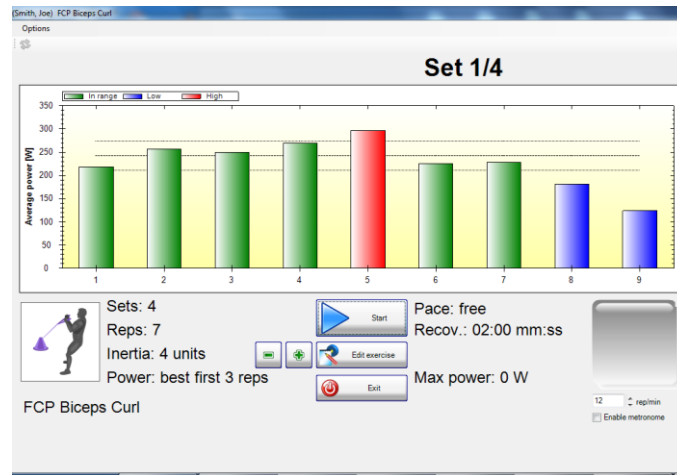 (Smith, Joe) FCP Biceps Curl
Options
Set 1/4
In range Low High
350
300
250
200
150
100
50
0
Average power [W]
1 2 3 4 5 6 7 8 9
Sets: 4
Reps: 7
Inertia: 4 units
Power: best first 3 reps
FCP Biceps Curl
Start
Edit exercise
Exit
Pace: free
Recov.: 02:00 mm:ss
Max power: 0 W
12 rep/min
Enable metronome